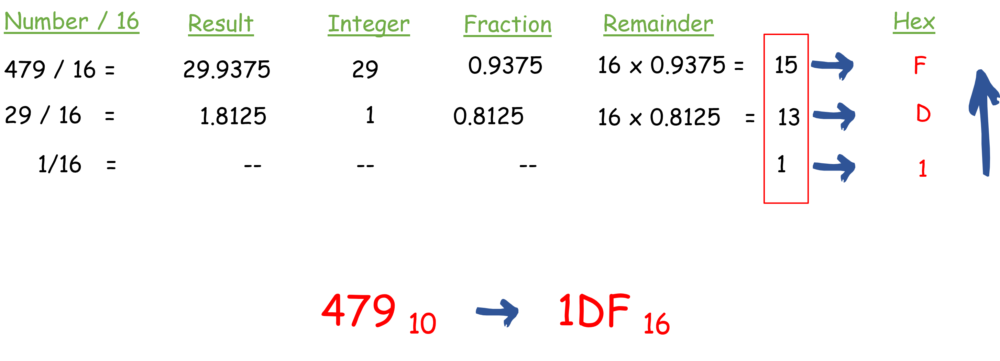 Number / 16 Result Integer Fraction Remainder Hex
479 / 16 = 29.9375 29 0.9375 16 x 0.9375 = 15 F
29 / 16 = 1.8125 1 0.8125 16 x 0.8125 = 13 D
1/16 = -- -- -- 1 1
479 10 1DF 16